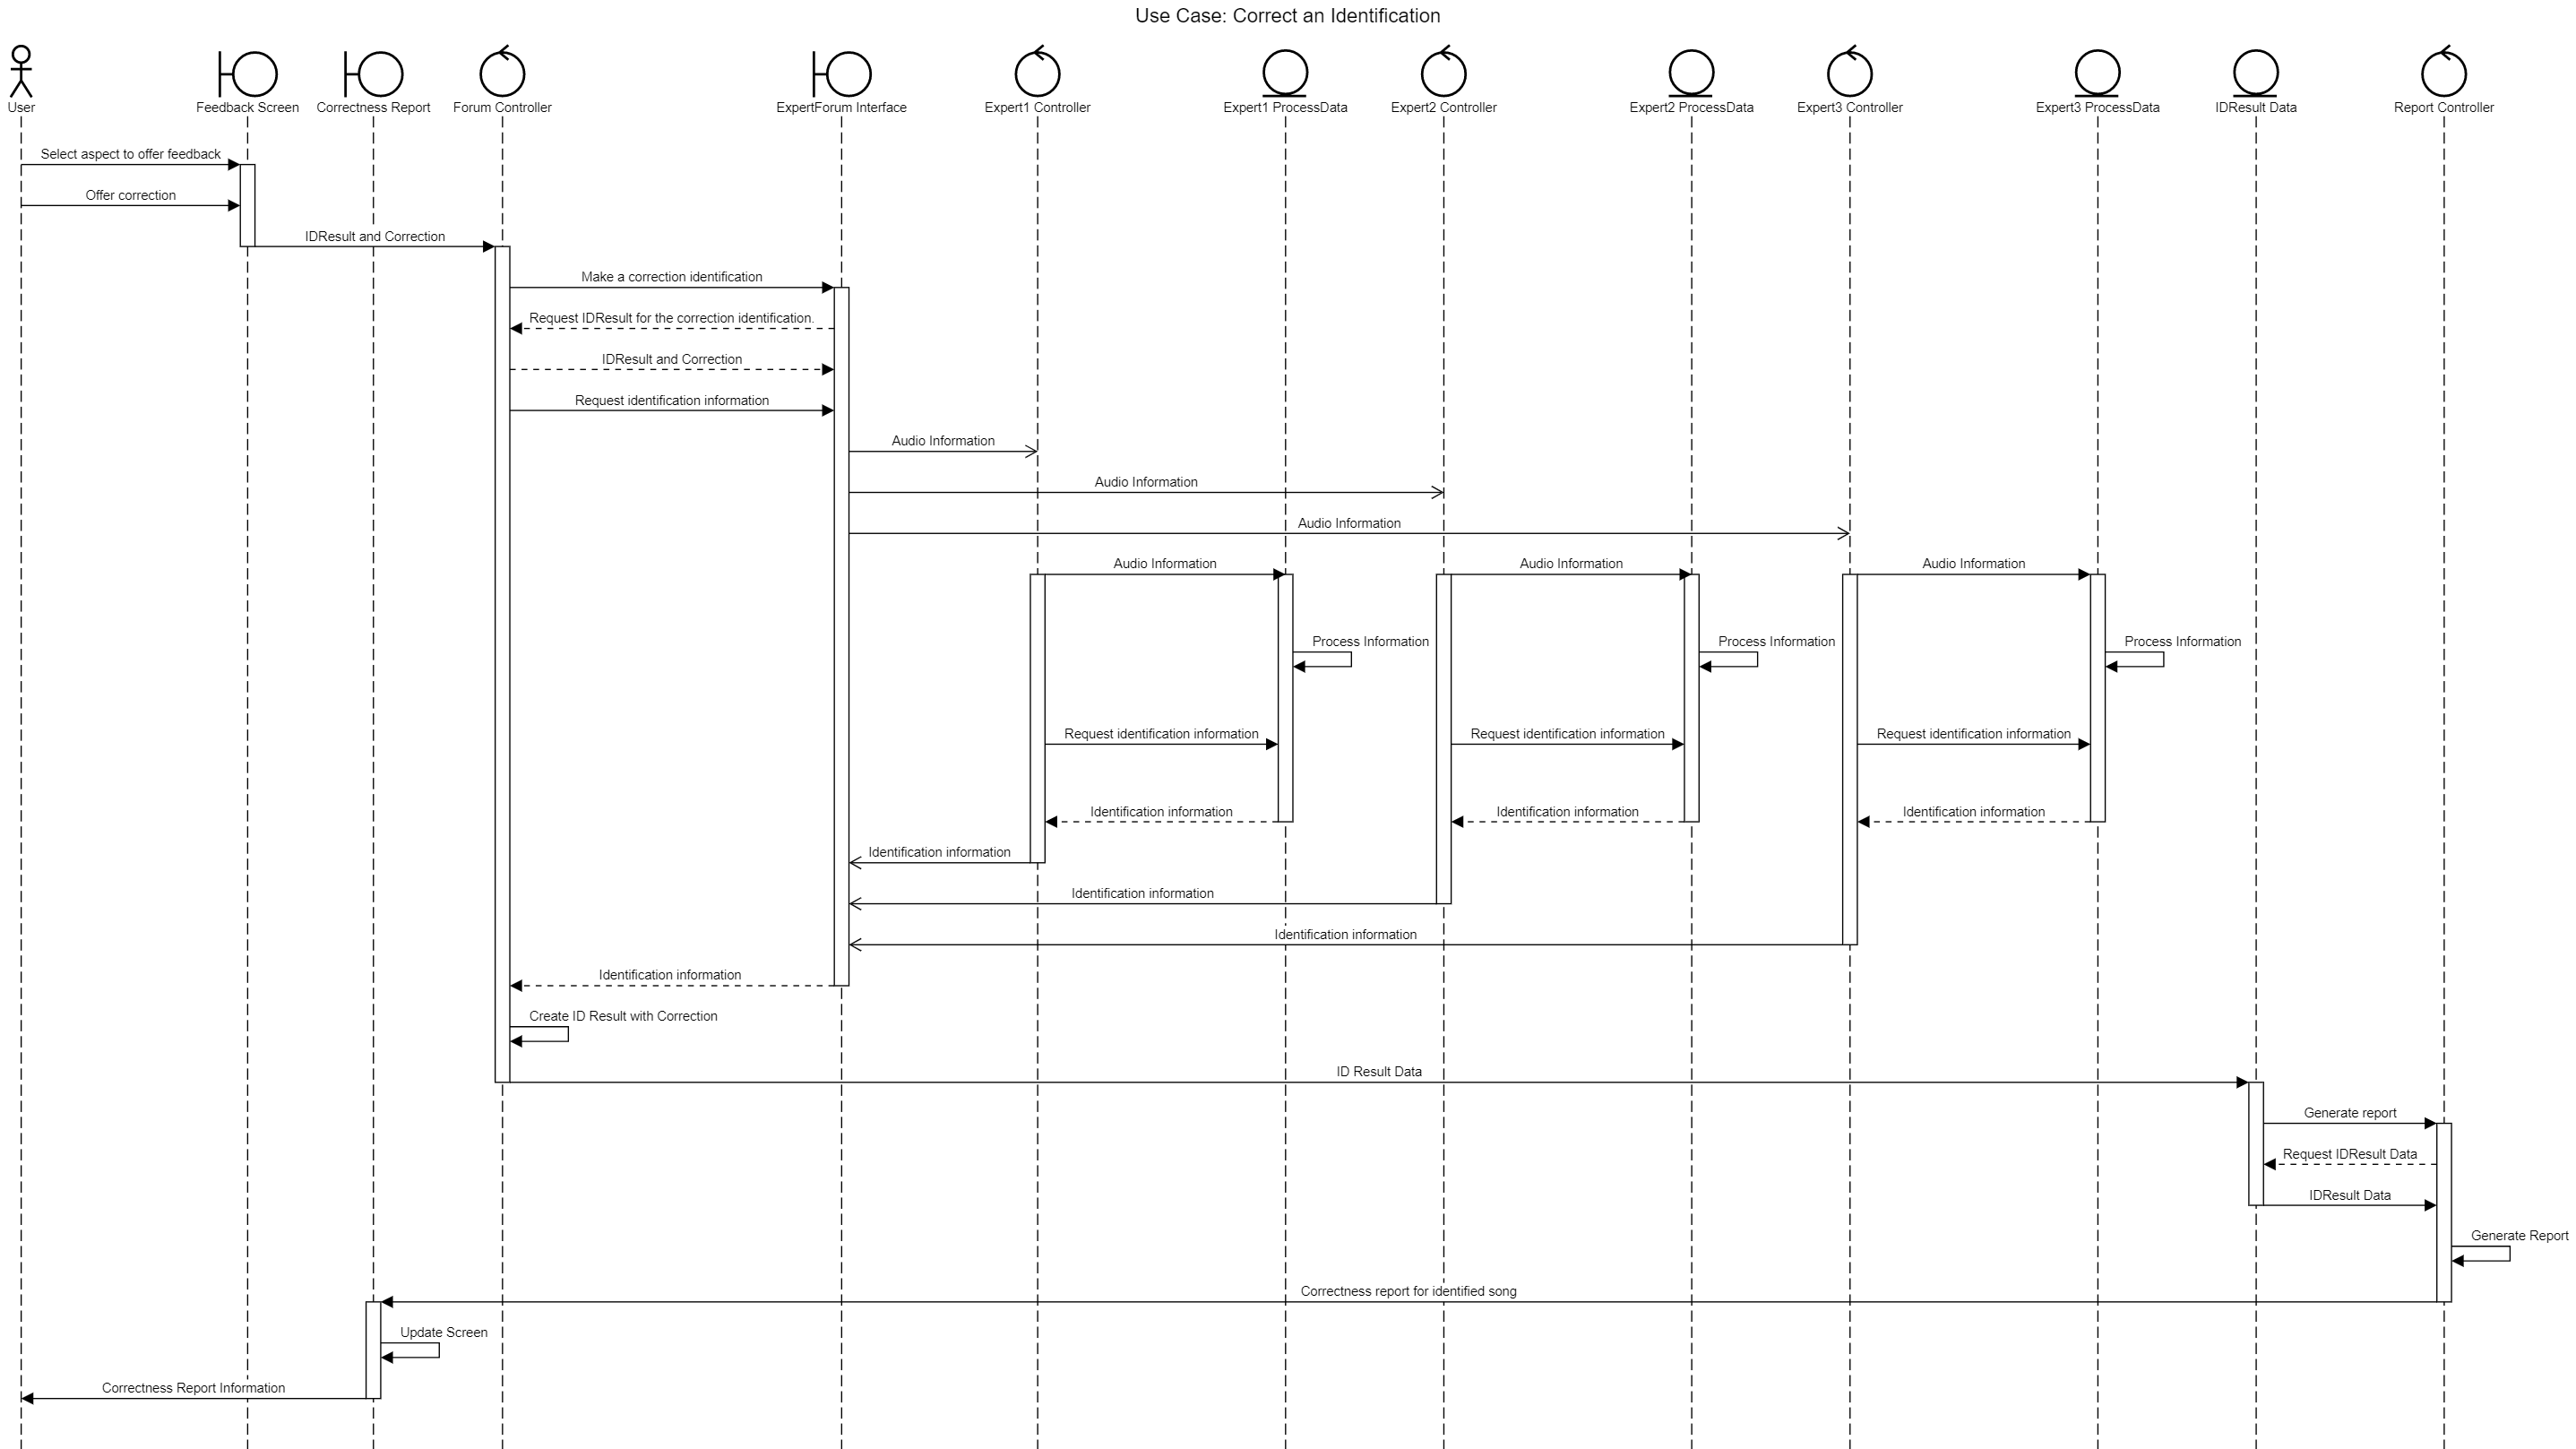 Use Case: Correct an Identification
User
Feedback Screen
Correctness Report
Forum Controller
ExpertForum Interface
Expert1 Controller
Expert1 ProcessData
Expert2 Controller
Expert2 ProcessData
Expert3 Controller
Expert3 ProcessData
IDResult Data
Report Controller
Select aspect to offer feedback
Offer correction
IDResult and Correction
Make a correction identification
Request IDResult for the correction identification.
IDResult and Correction
Request identification information
Audio Information
Audio Information
Audio Information
Audio Information
Audio Information
Audio Information
Process Information
Process Information
Process Information
Request identification information
Request identification information
Request identification information
Identification information
Identification information
Identification information
Identification information
Identification information
Identification information
Identification information
Create ID Result with Correction
ID Result Data
Generate report
Request IDResult Data
IDResult Data
Generate Report
Correctness report for identified song
Update Screen
Correctness Report Information